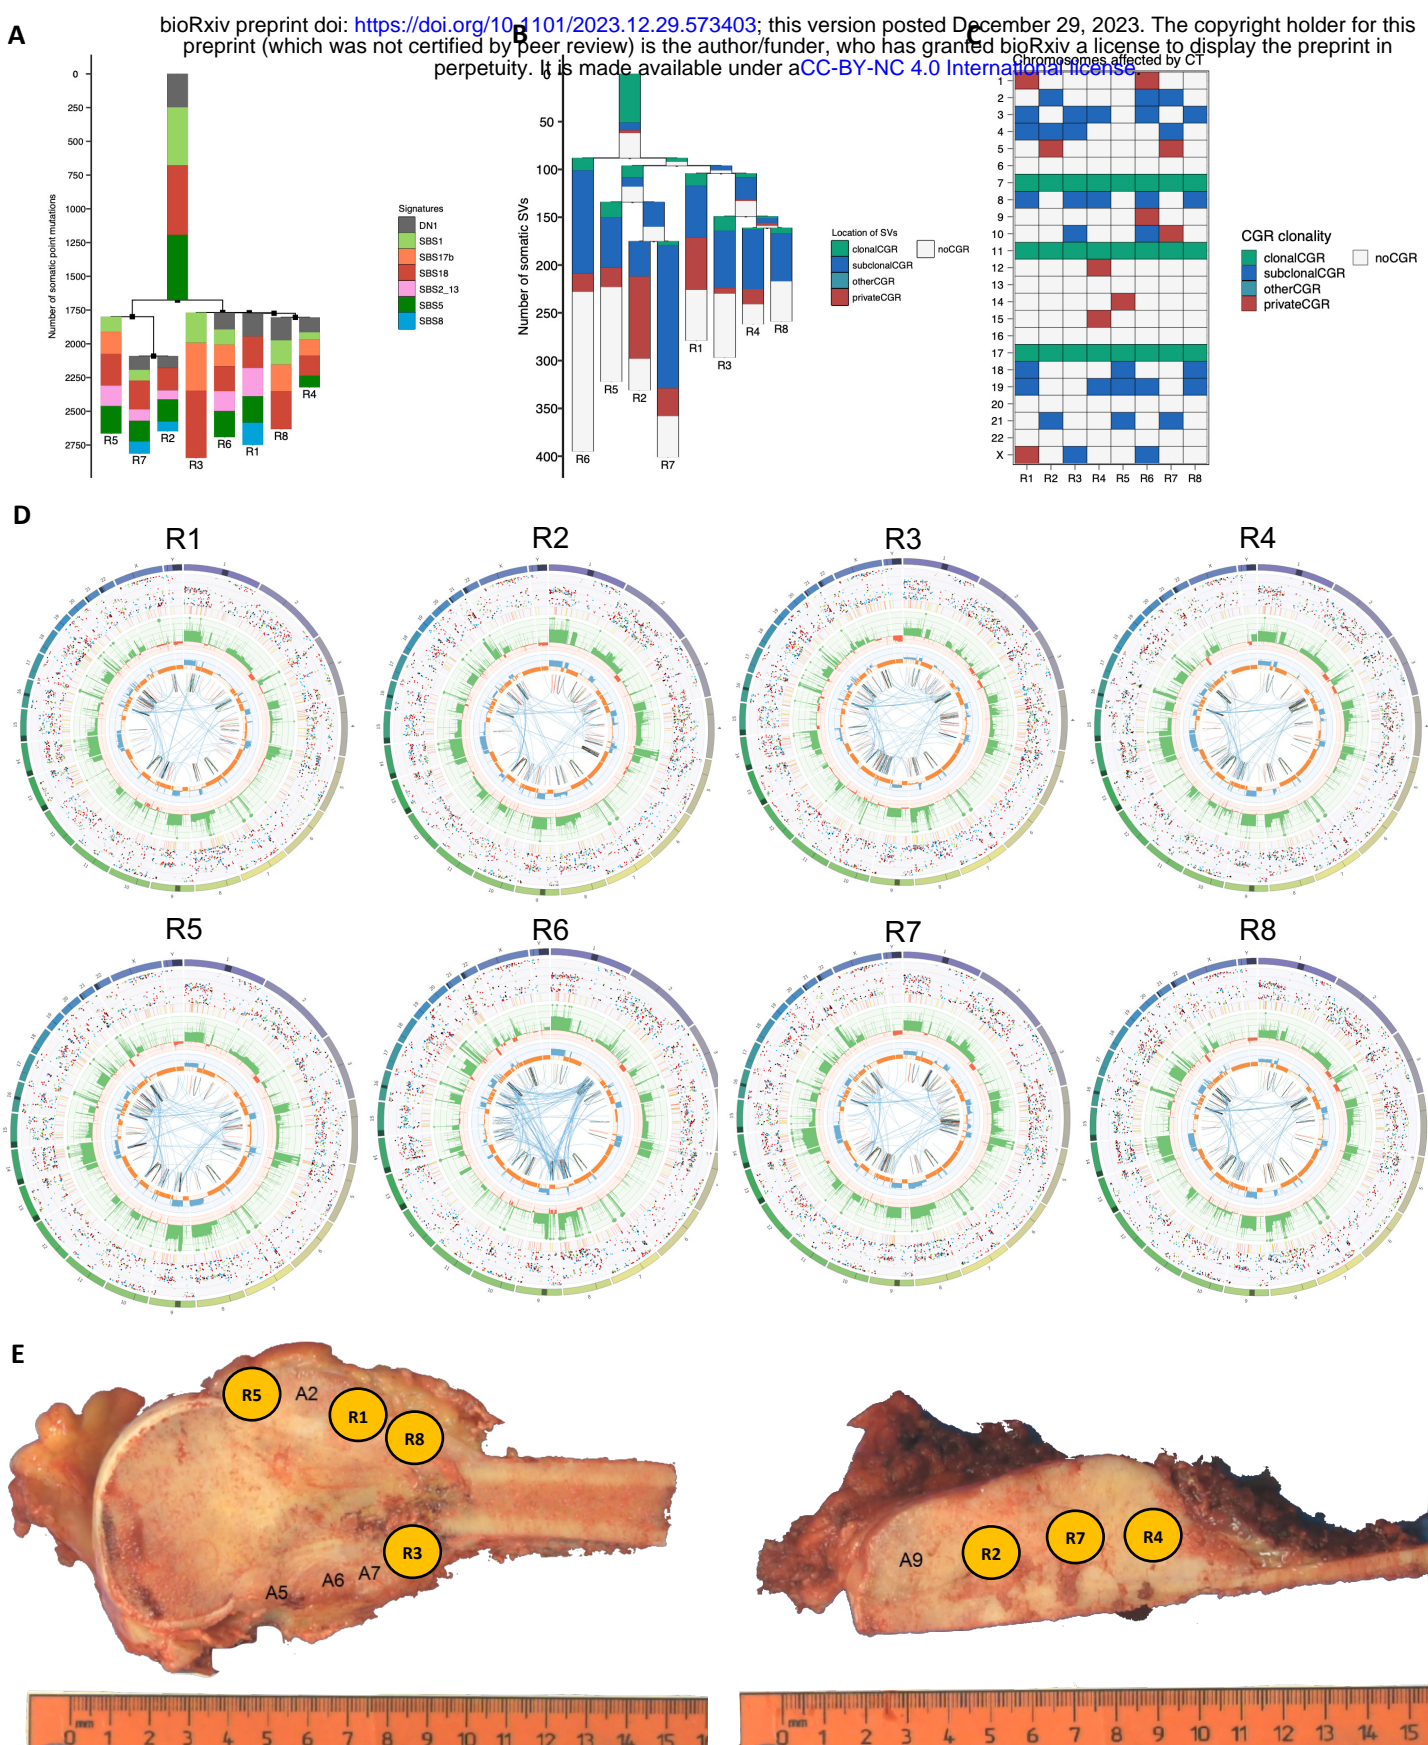 bioRxiv preprint doi: https://doi.org/10.1101/2023.12.29.573403; this version posted December 29, 2023. The copyright holder for this
preprint (which was not certified by peer review) is the author/funder, who has granted bioRxiv a license to display the preprint in
perpetuity. It is made available under aCC-BY-NC 4.0 International license.
A
Number of somatic point mutations
0
250
500
750
1000
1250
1500
1750
2000
2250
2500
2750
R5
R7
R2
R3
R6
R1
R8
R4
Signatures
DN1
SBS1
SBS17b
SBS18
SBS2_13
SBS5
SBS8
B
Number of somatic SVs
0
50
100
150
200
250
300
350
400
R6
R5
R2
R7
R1
R3
R4
R8
Location of SVs
clonalCGR
subclonalCGR
otherCGR
privateCGR
noCGR
C
Chromosomes affected by CT
1
2
3
4
5
6
7
8
9
10
11
12
13
14
15
16
17
18
19
20
21
22
X
R1 R2 R3 R4 R5 R6 R7 R8
CGR clonality
clonalCGR
subclonalCGR
otherCGR
privateCGR
noCGR
D
R1
R2
R3
R4
R5
R6
R7
R8
E
R5
A2
R1
R8
R3
A7
A6
A5
A9
R2
R7
R4
mm
0 1 2 3 4 5 6 7 8 9 10 11 12 13 14 15
mm
0 1 2 3 4 5 6 7 8 9 10 11 12 13 14 15